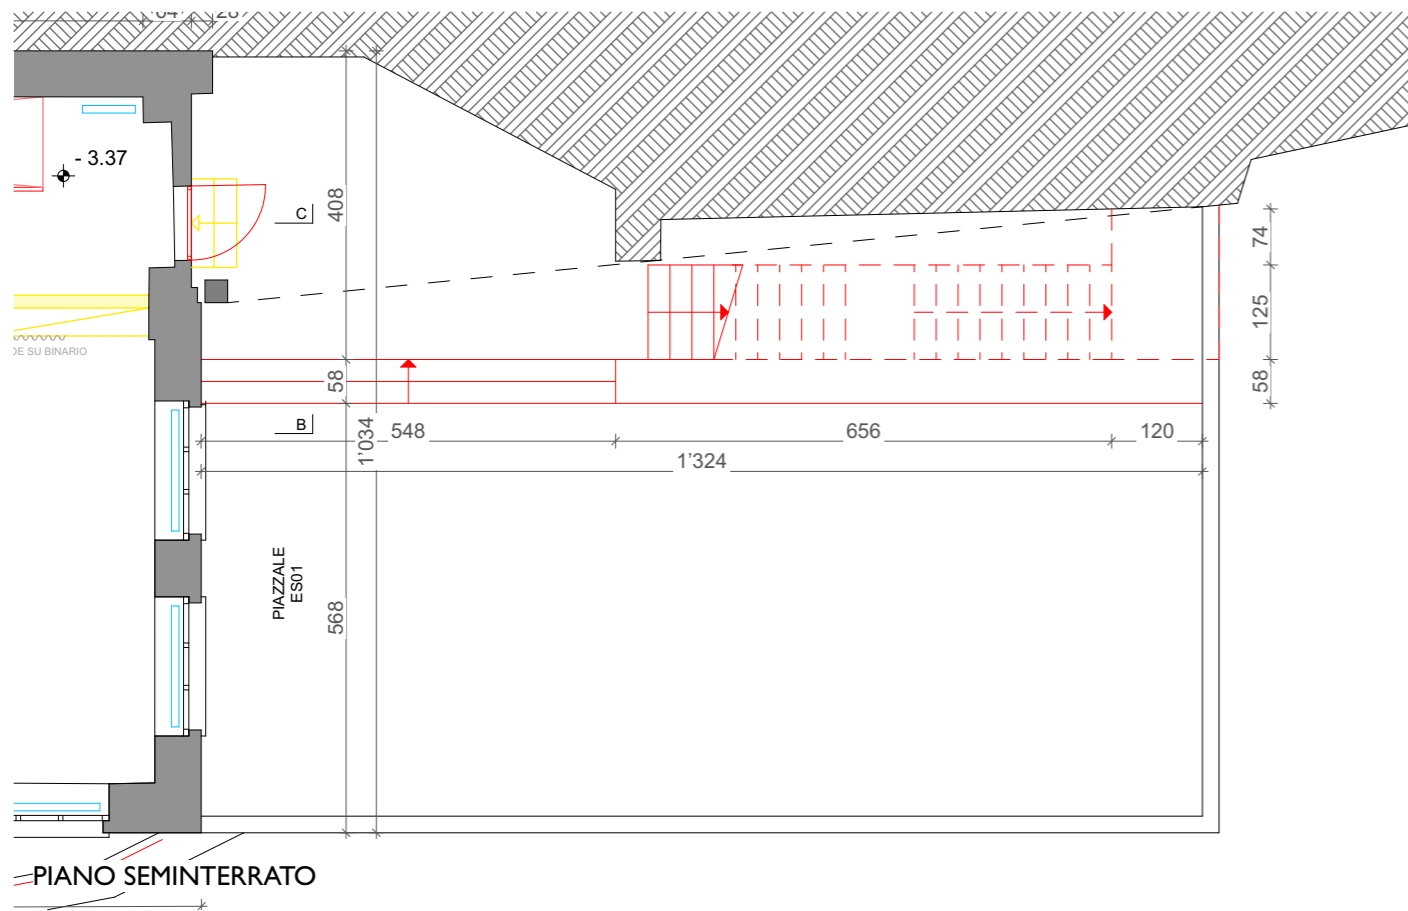 - 3.37
C
408
74
125
58
58
DE SU BINARIO
B
548
656
120
1'034
1'324
PIAZZALE
ES01
568
PIANO SEMINTERRATO